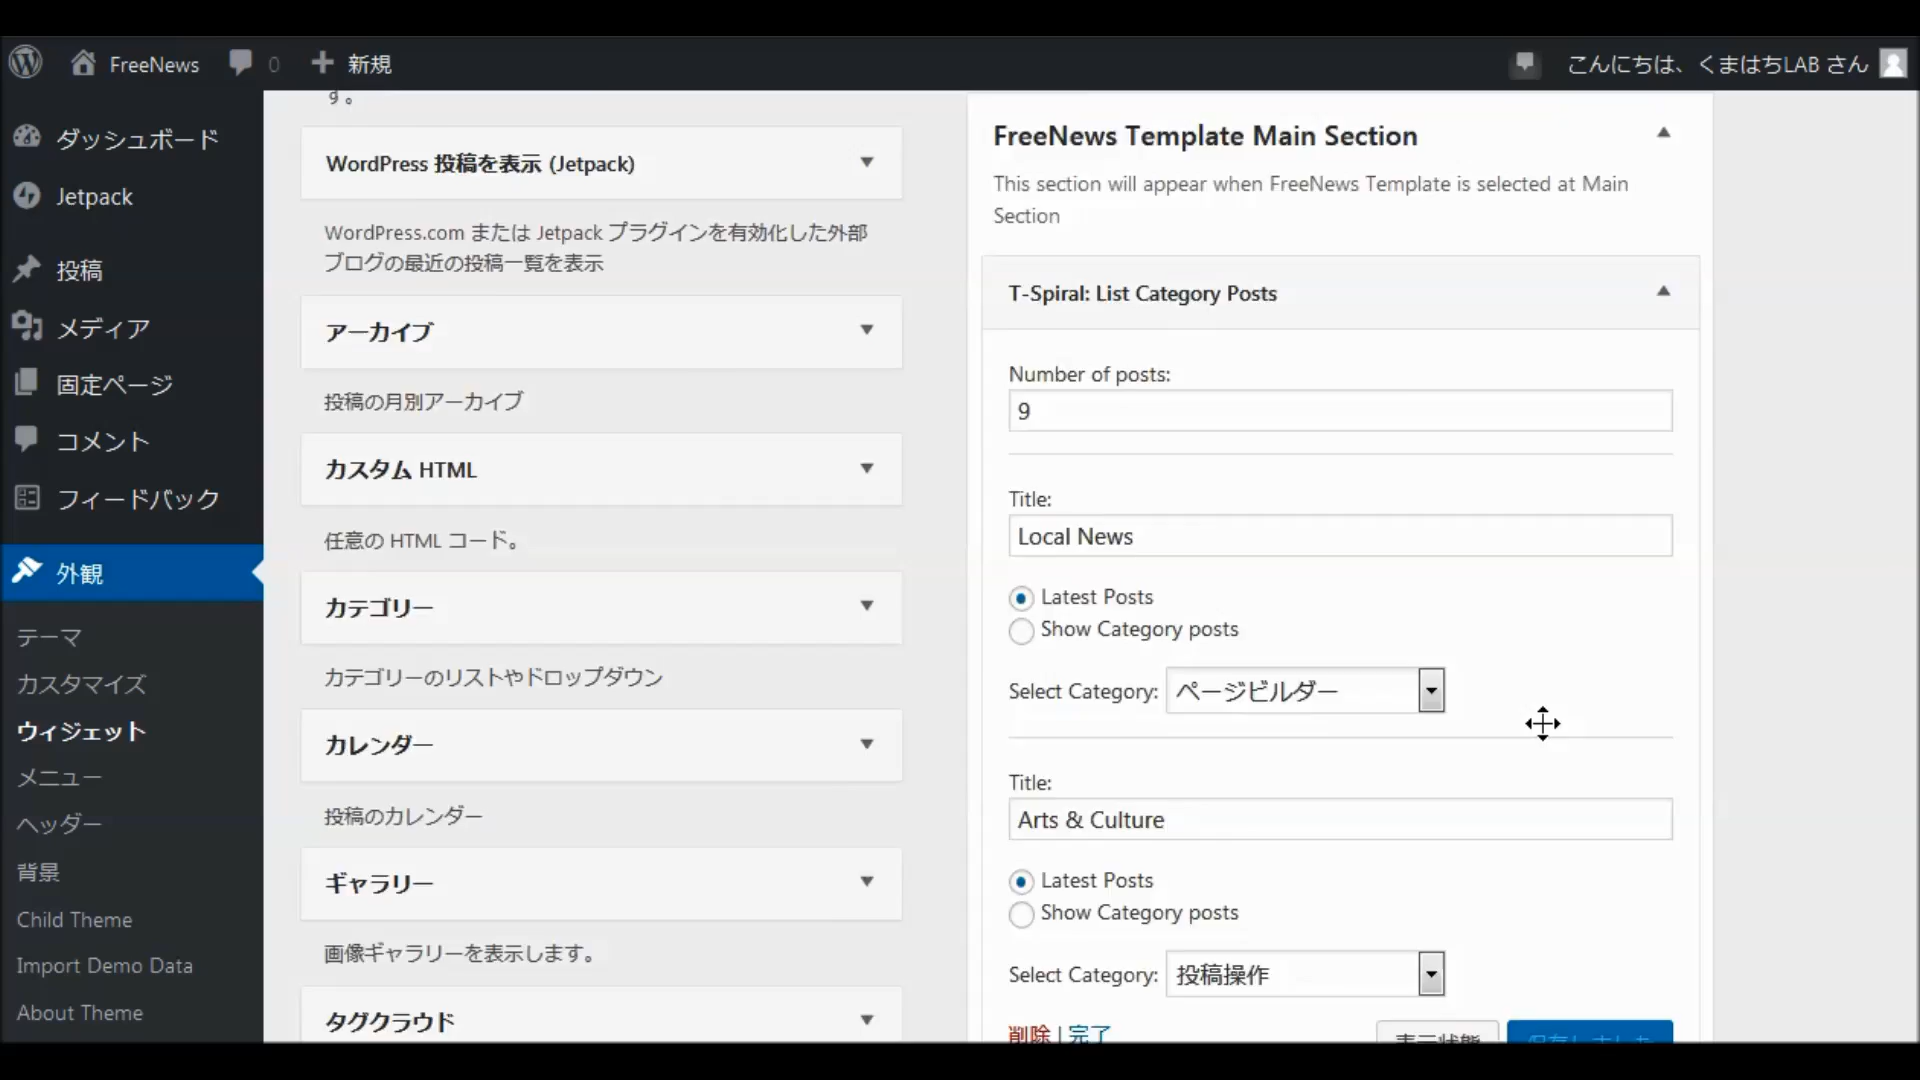 FreeNews
0
新規
こんにちは、くまはちLAB さん
ダッシュボード
Jetpack
投稿
メディア
固定ページ
コメント
フィードバック
外観
テーマ
カスタマイズ
ウィジェット
メニュー
ヘッダー
背景
Child Theme
Import Demo Data
About Theme
す。
WordPress 投稿を表示 (Jetpack)
WordPress.com または Jetpack プラグインを有効化した外部
ブログの最近の投稿一覧を表示
アーカイブ
投稿の月別アーカイブ
カスタム HTML
任意の HTML コード。
カテゴリー
カテゴリーのリストやドロップダウン
カレンダー
投稿のカレンダー
ギャラリー
画像ギャラリーを表示します。
タグクラウド
FreeNews Template Main Section
This section will appear when FreeNews Template is selected at Main
Section
T-Spiral: List Category Posts
Number of posts:
9
Title:
Local News
Latest Posts
Show Category posts
Select Category: ページビルダー
Title:
Arts & Culture
Latest Posts
Show Category posts
Select Category: 投稿操作
削除 | 完了
表示状態
保存しました